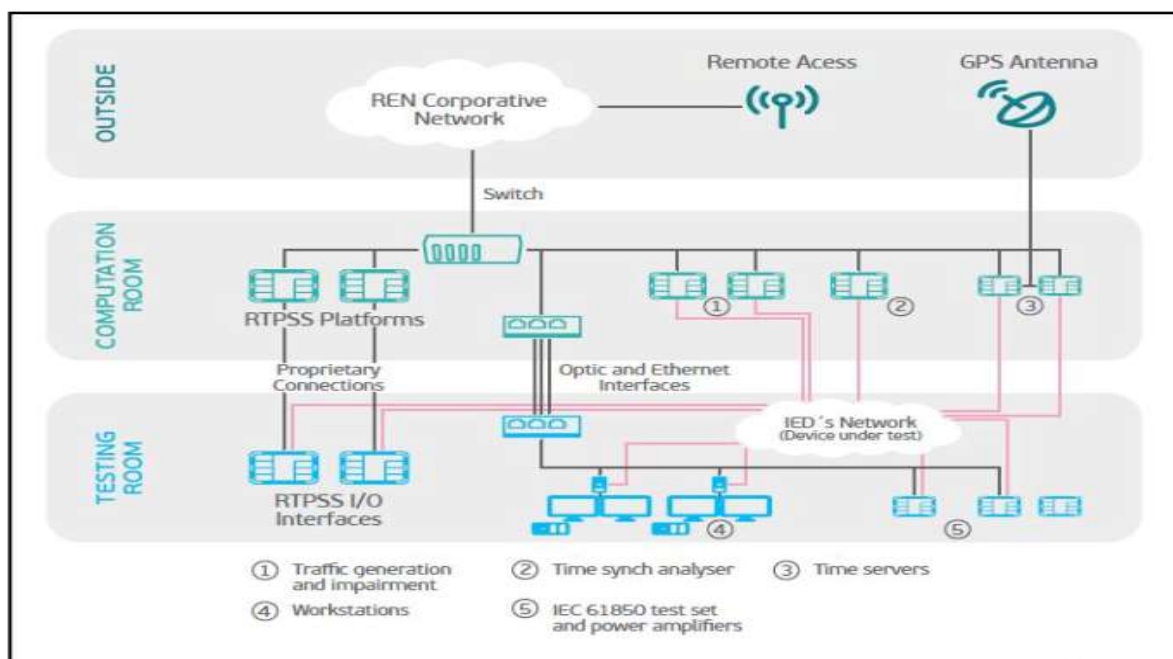 OUTSIDE
REN Corporative
Network
Remote Acess
GPS Antenna
Switch
COMPUTATION
ROOM
RTPSS Platforms
①
②
③
Proprietary
Connections
Optic and Ethernet
Interfaces
TESTING
ROOM
IED´s Network
(Device under test)
RTPSS I/O
Interfaces
④
⑤
① Traffic generation
and impairment
② Time synch analyser
③ Time servers
④ Workstations
⑤ IEC 61850 test set
and power amplifiers